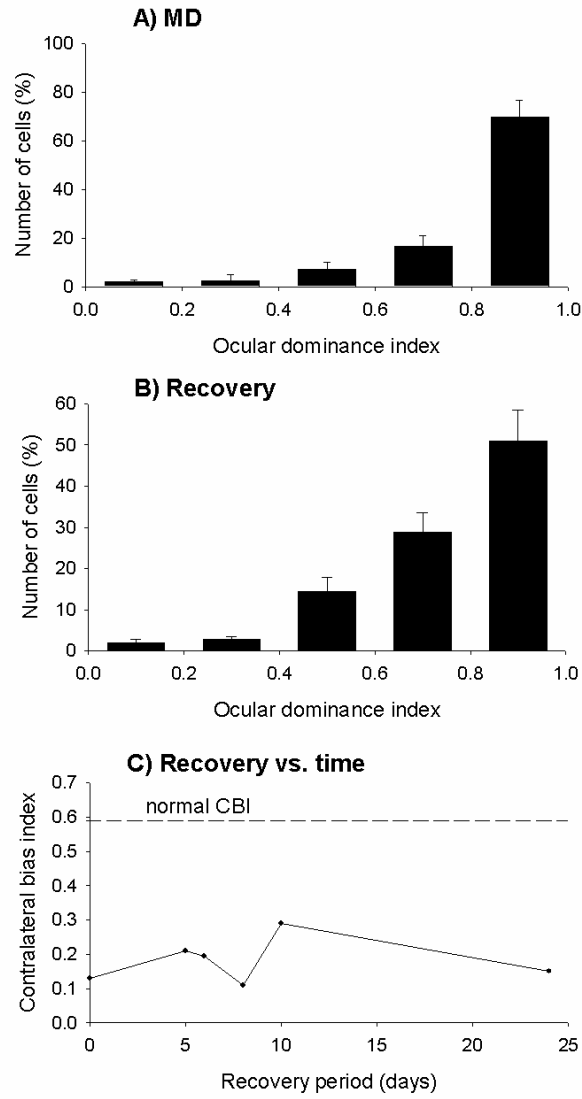 A) MD
Number of cells (%)
100
80
60
40
20
0
0.0 0.2 0.4 0.6 0.8 1.0
Ocular dominance index
B) Recovery
Number of cells (%)
60
50
40
30
20
10
0
0.0 0.2 0.4 0.6 0.8 1.0
Ocular dominance index
C) Recovery vs. time
Contralateral bias index
0.7
normal CBI
0.6
0.5
0.4
0.3
0.2
0.1
0.0
0 5 10 15 20 25
Recovery period (days)